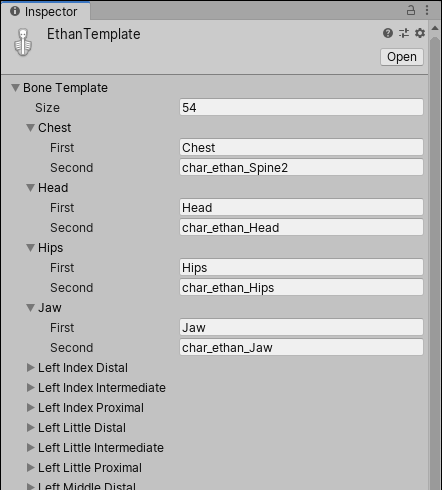 Inspector
EthanTemplate
Open
Bone Template
Size 54
Chest
First Chest
Second char_ethan_Spine2
Head
First Head
Second char_ethan_Head
Hips
First Hips
Second char_ethan_Hips
Jaw
First Jaw
Second char_ethan_Jaw
Left Index Distal
Left Index Intermediate
Left Index Proximal
Left Little Distal
Left Little Intermediate
Left Little Proximal
Left Middle Distal